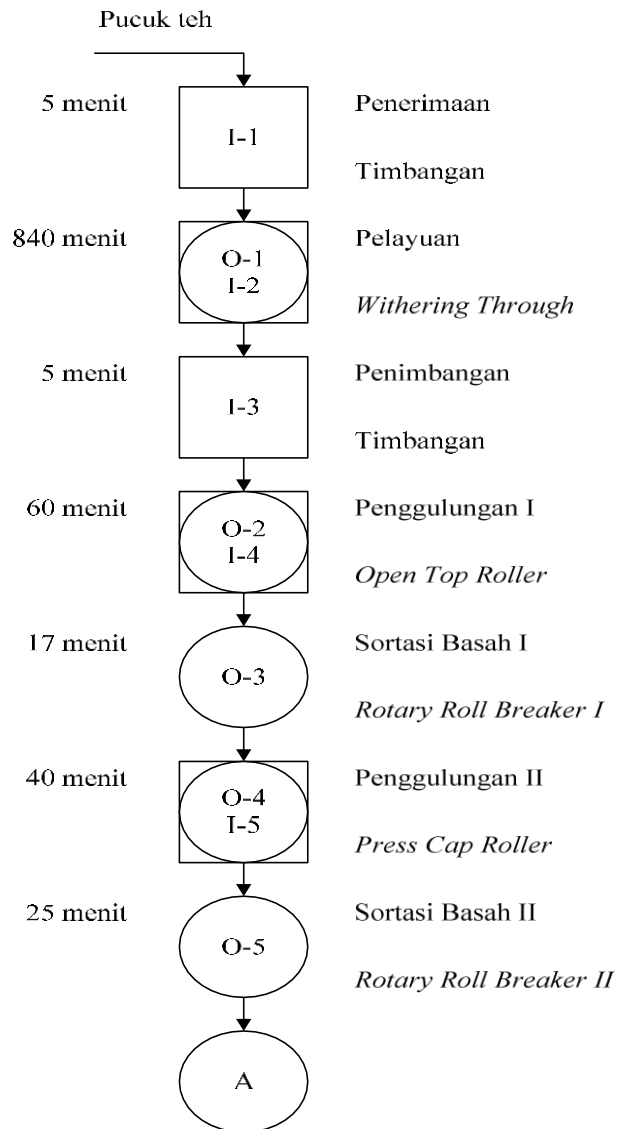 Pucuk teh
5 menit
I-1
Penerimaan
Timbangan
840 menit
O-1
I-2
Pelayuan
Withering Through
5 menit
I-3
Penimbangan
Timbangan
60 menit
O-2
I-4
Penggulungan I
Open Top Roller
17 menit
O-3
Sortasi Basah I
Rotary Roll Breaker I
40 menit
O-4
I-5
Penggulungan II
Press Cap Roller
25 menit
O-5
Sortasi Basah II
Rotary Roll Breaker II
A